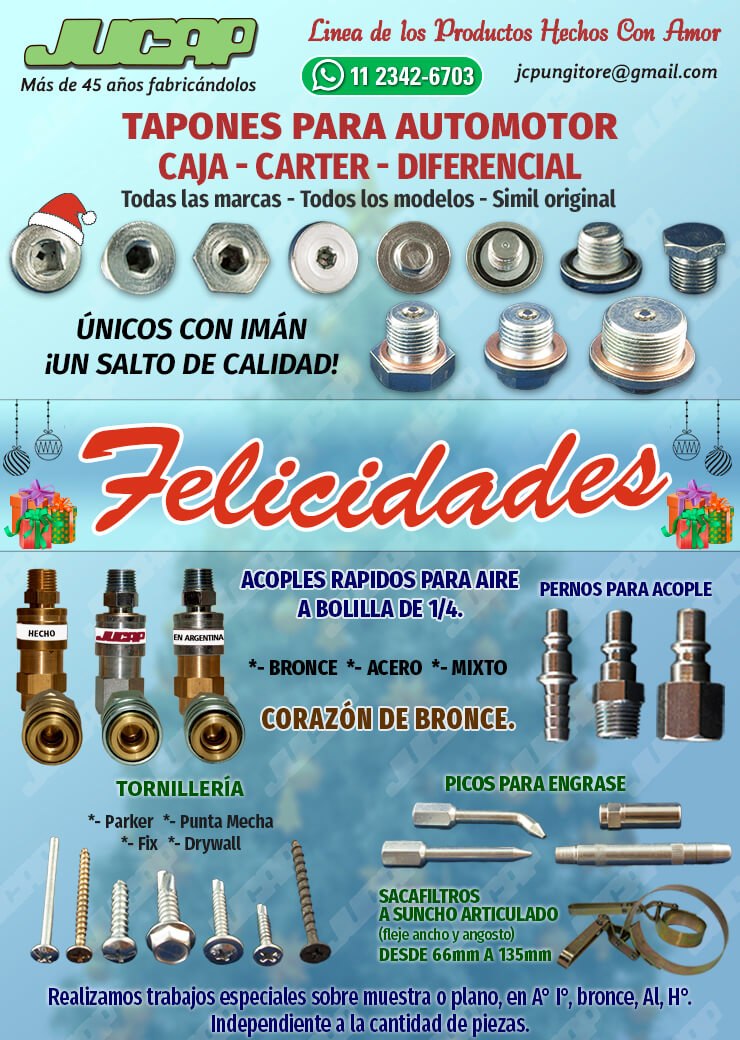 JUCAP
Linea de los Productos Hechos Con Amor
Más de 45 años fabricándolos
11 2342-6703
jcpungitore@gmail.com
TAPONES PARA AUTOMOTOR
CAJA - CARTER - DIFERENCIAL
Todas las marcas - Todos los modelos - Simil original
ÚNICOS CON IMÁN
¡UN SALTO DE CALIDAD!
Felicidades
ACOPLES RAPIDOS PARA AIRE
A BOLILLA DE 1/4.
PERNOS PARA ACOPLE
HECHO
JUCAP
EN ARGENTINA
*- BRONCE *- ACERO *- MIXTO
CORAZÓN DE BRONCE.
TORNILLERÍA
*- Parker *- Punta Mecha
*- Fix *- Drywall
PICOS PARA ENGRASE
SACAFILTROS
A SUNCHO ARTICULADO
(fleje ancho y angosto)
DESDE 66mm A 135mm
Realizamos trabajos especiales sobre muestra o plano, en A° I°, bronce, Al, H°.
Independiente a la cantidad de piezas.